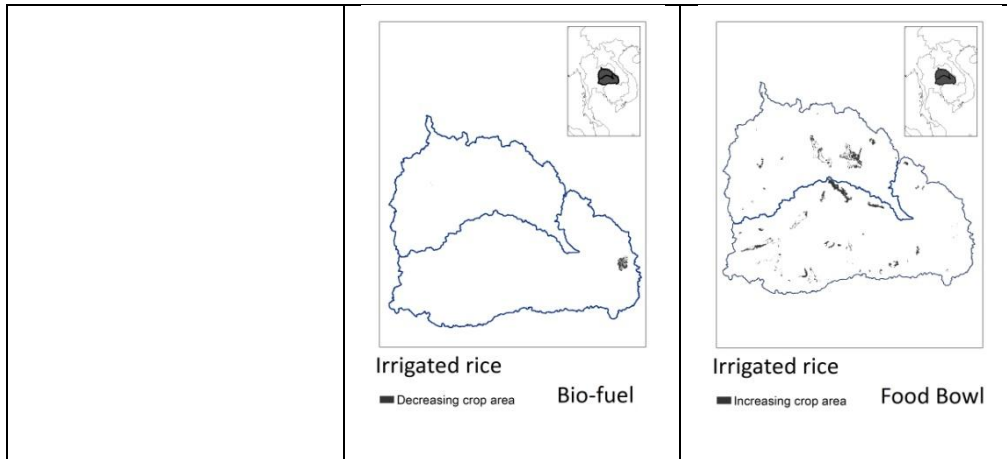 Irrigated rice
Decreasing crop area
Bio-fuel
Irrigated rice
Increasing crop area
Food Bowl